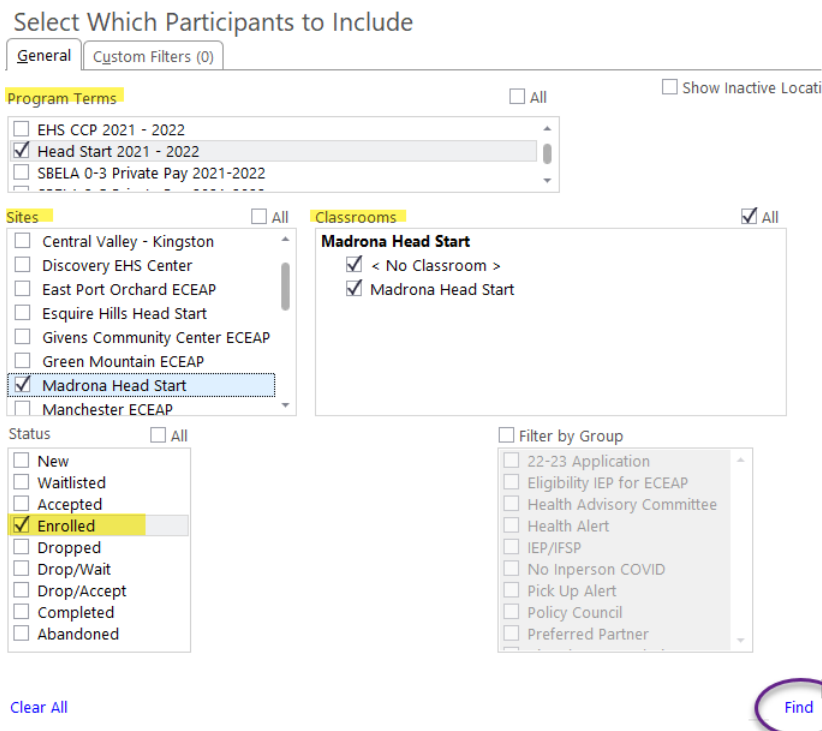 Select Which Participants to Include
General Custom Filters (0)
Show Inactive Locati
Program Terms All
EHS CCP 2021 - 2022
Head Start 2021 - 2022
SBELA 0-3 Private Pay 2021-2022
Sites All Classrooms All
Central Valley - Kingston
Discovery EHS Center
East Port Orchard ECEAP
Esquire Hills Head Start
Givens Community Center ECEAP
Green Mountain ECEAP
Madrona Head Start
Manchester ECEAP
Madrona Head Start
< No Classroom >
Madrona Head Start
Status All
New
Waitlisted
Accepted
Enrolled
Dropped
Drop/Wait
Drop/Accept
Completed
Abandoned
Filter by Group
22-23 Application
Eligibility IEP for ECEAP
Health Advisory Committee
Health Alert
IEP/IFSP
No Inperson COVID
Pick Up Alert
Policy Council
Preferred Partner
Clear All Find